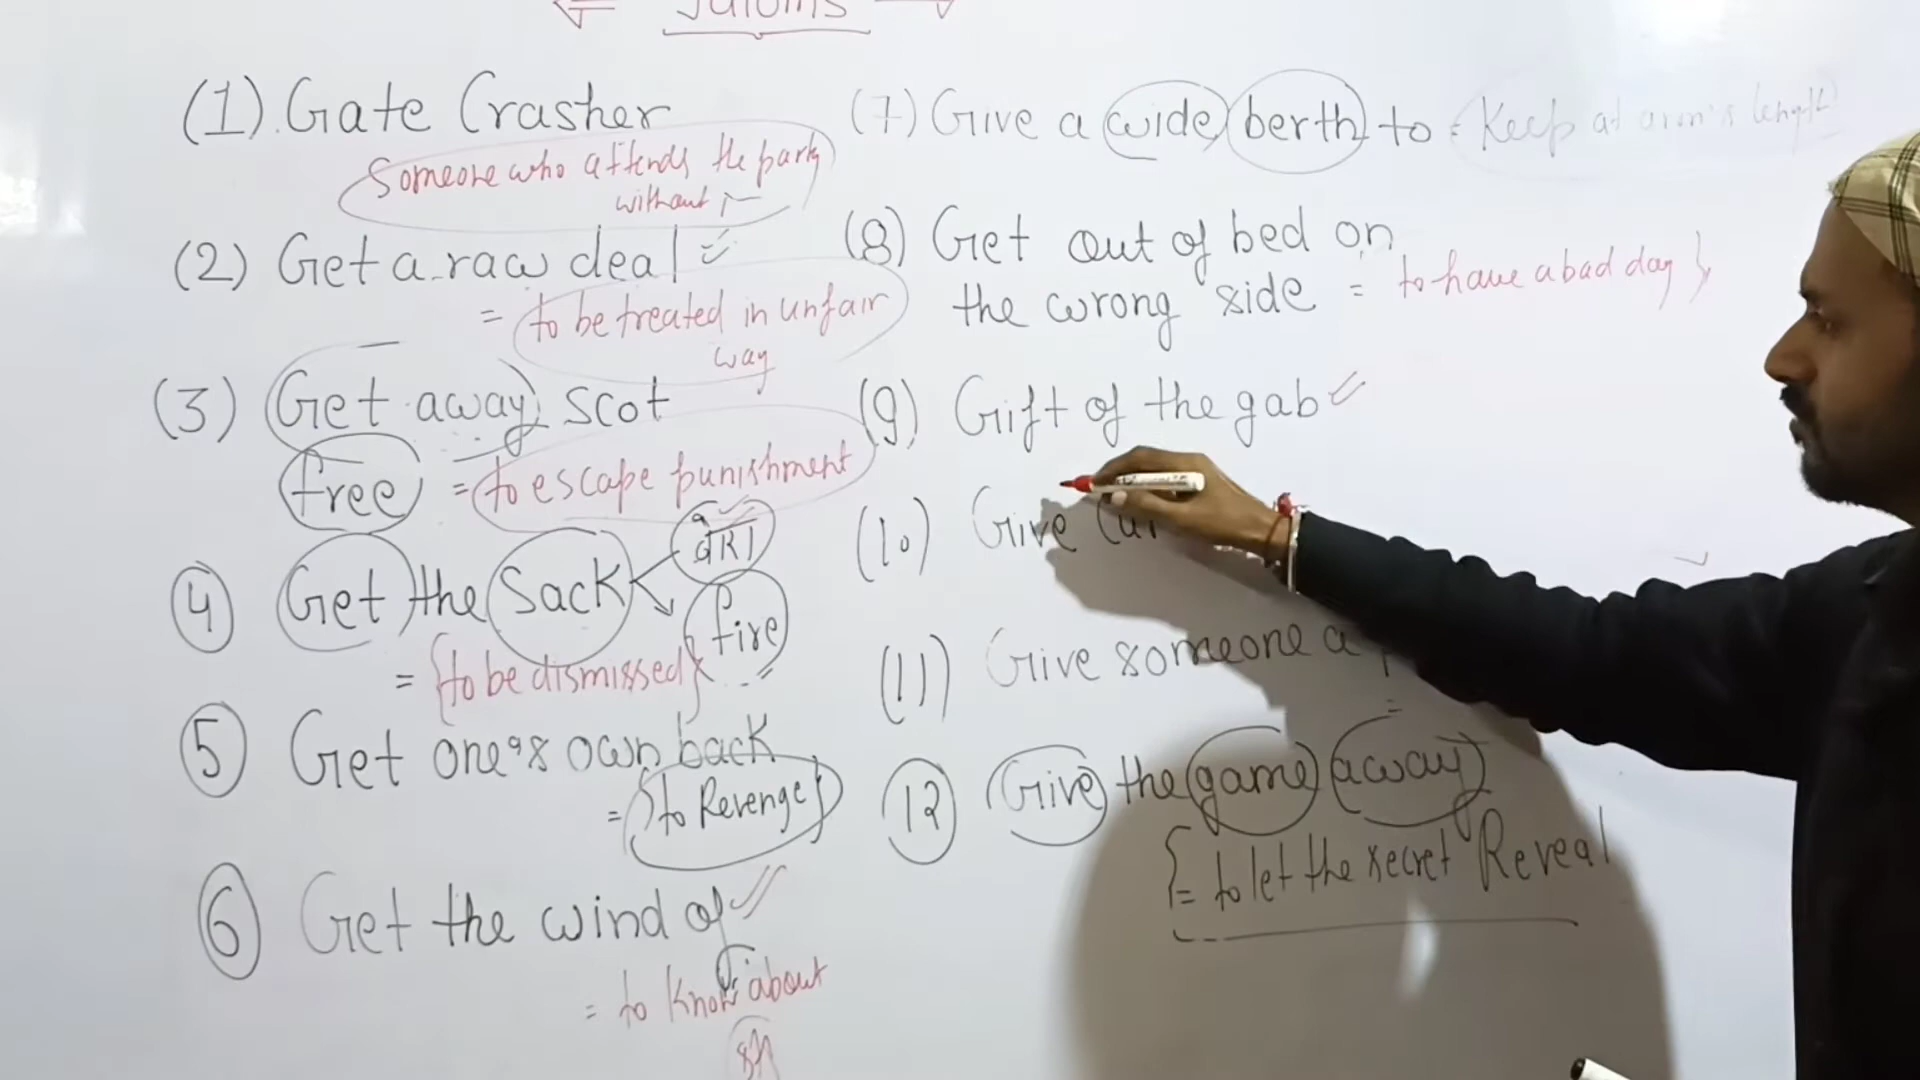 Idioms
(1) Gate Crasher
Someone who attends the party
without
(2) Get a raw deal
= to be treated in unfair
way
(3) Get away scot
free = to escape punishment
4 Get the Sack
fire
= {to be dismissed}
5 Get one's own back
= {to Revenge}
6 Get the wind of
= to know about
sth
(7) Give a wide berth to = Keep at arm's length
(8) Get out of bed on
the wrong side = to have a bad day }
(9) Gift of the gab
(10) Give
(11) Give someone a
12 Give the game away
{= to let the secret Reveal